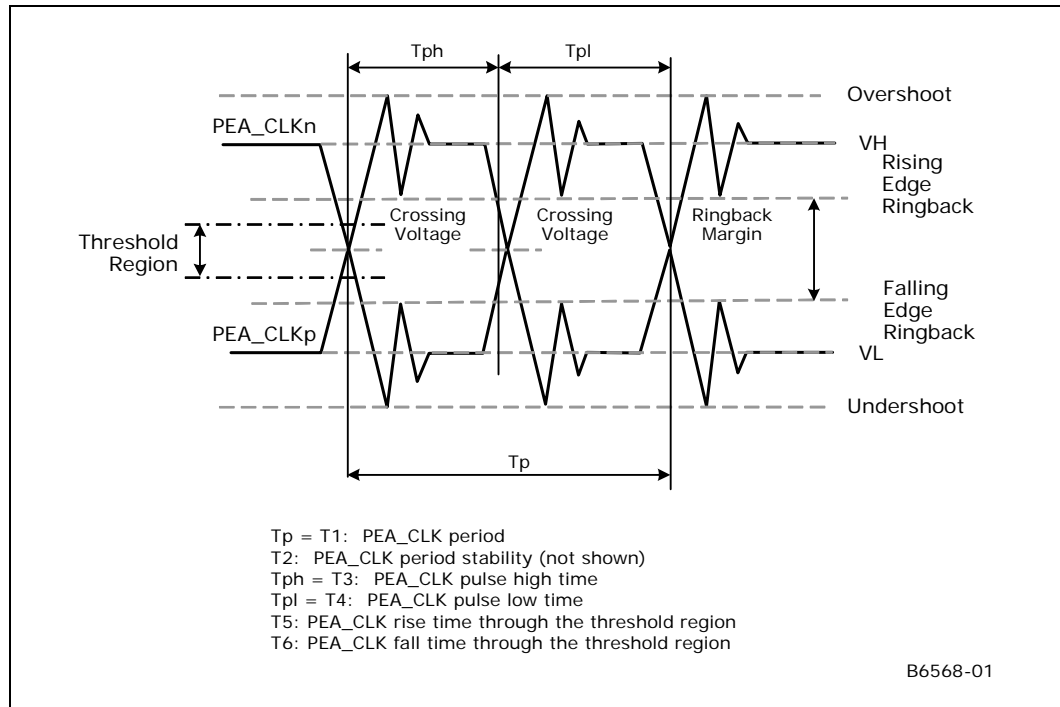 Tph
Tpl
Overshoot
PEA_CLKn
VH
Rising
Edge
Ringback
Crossing
Voltage
Crossing
Voltage
Ringback
Margin
Threshold
Region
Falling
Edge
Ringback
PEA_CLKp
VL
Undershoot
Tp
Tp = T1: PEA_CLK period
T2: PEA_CLK period stability (not shown)
Tph = T3: PEA_CLK pulse high time
Tpl = T4: PEA_CLK pulse low time
T5: PEA_CLK rise time through the threshold region
T6: PEA_CLK fall time through the threshold region
B6568-01